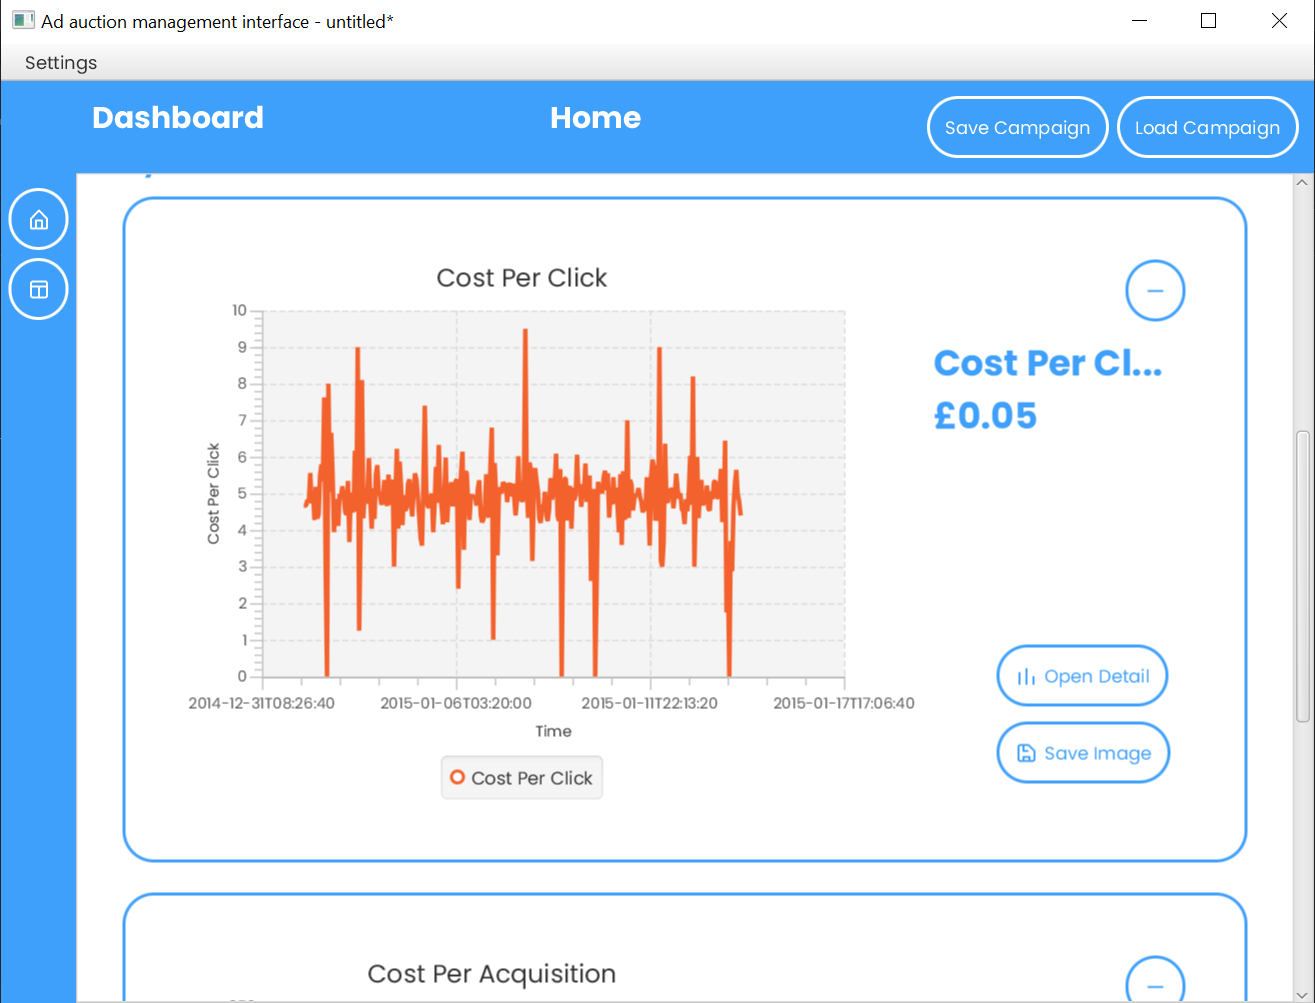 Ad auction management interface - untitled*
Settings
Dashboard
Home
Save Campaign
Load Campaign
Cost Per Click
10
9
8
7
6
5
4
3
2
1
0
Cost Per Click
2014-12-31T08:26:40
2015-01-06T03:20:00
2015-01-11T22:13:20
2015-01-17T17:06:40
Time
Cost Per Click
Cost Per Cl...
£0.05
Open Detail
Save Image
Cost Per Acquisition